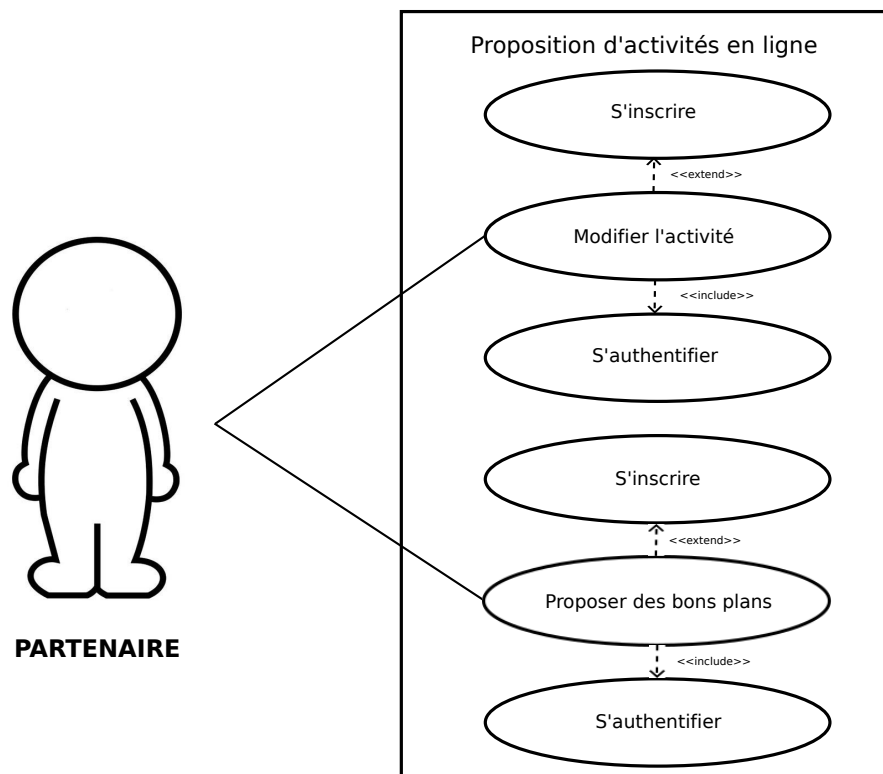 Proposition d'activités en ligne
S'inscrire
<<extend>>
Modifier l'activité
<<include>>
S'authentifier
S'inscrire
<<extend>>
Proposer des bons plans
<<include>>
S'authentifier
PARTENAIRE